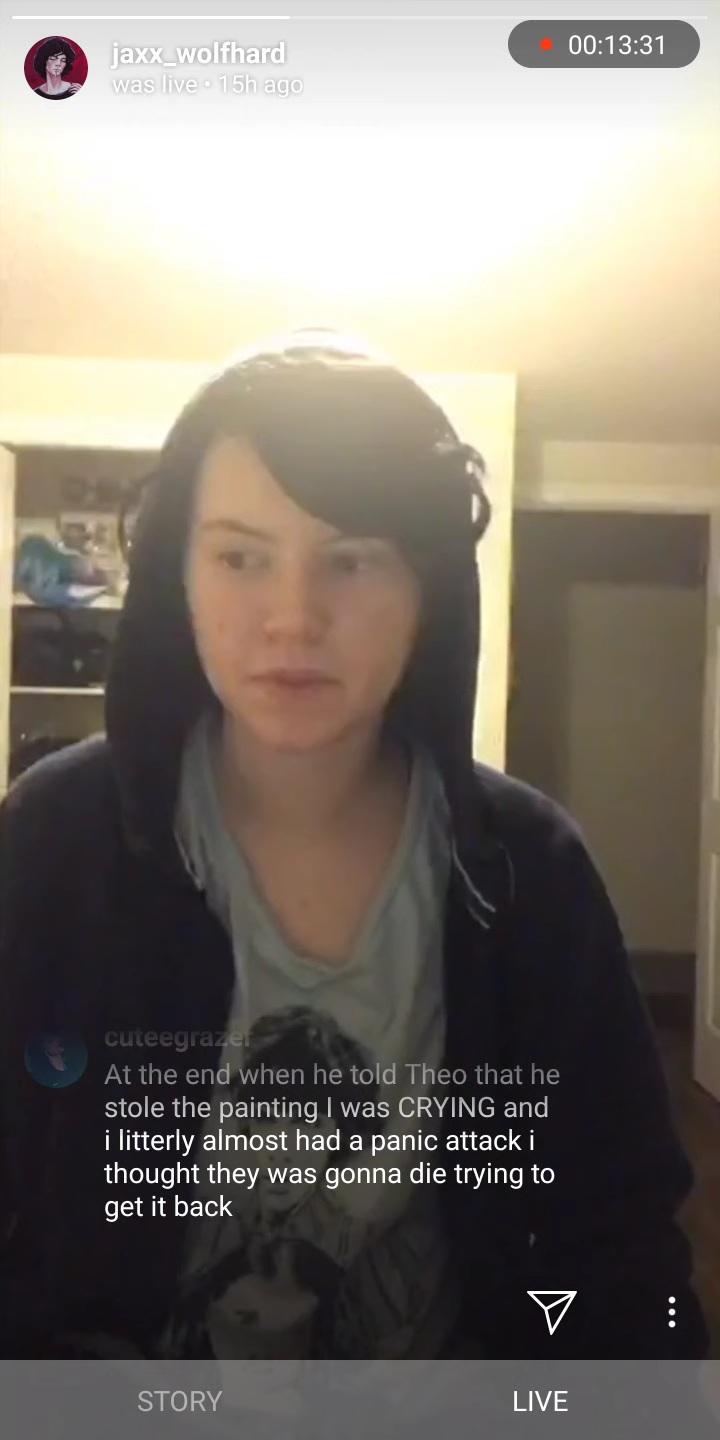 jaxx_wolfhard
was live • 15h ago
00:13:31
cuteegrazer
At the end when he told Theo that he
stole the painting I was CRYING and
i litterly almost had a panic attack i
thought they was gonna die trying to
get it back
STORY
LIVE